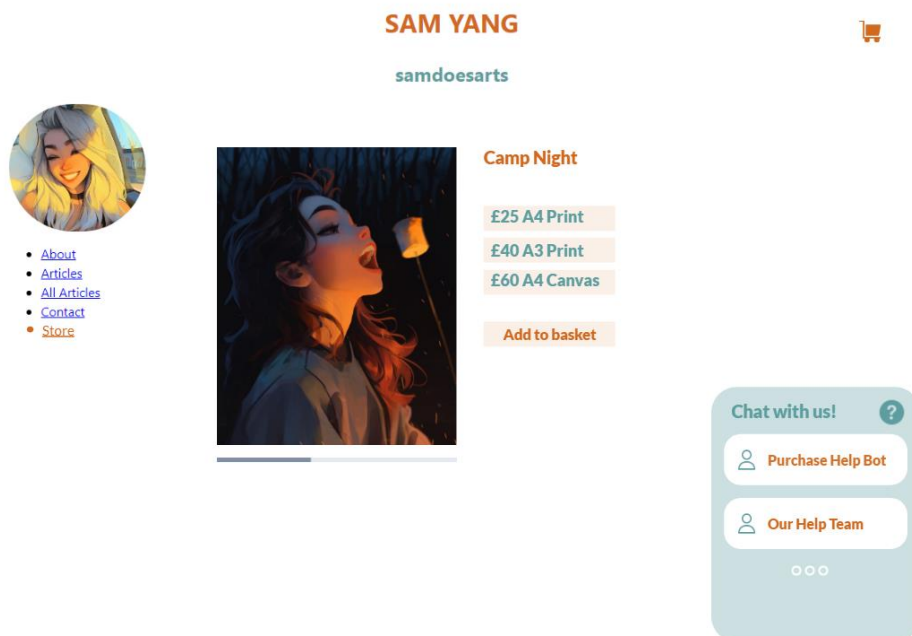 SAM YANG
samdoesarts
About
Articles
All Articles
Contact
Store
Camp Night
£25 A4 Print
£40 A3 Print
£60 A4 Canvas
Add to basket
Chat with us!
?
Purchase Help Bot
Our Help Team